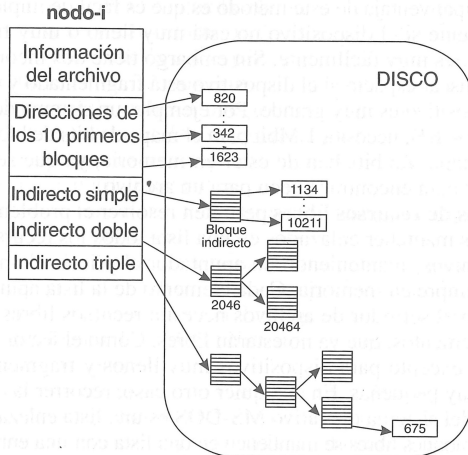 nodo-i
Información
del archivo
Direcciones de
los 10 primeros
bloques
Indirecto simple
Indirecto doble
Indirecto triple
DISCO
820
342
1623
1134
10211
Bloque
indirecto
2046
20464
675